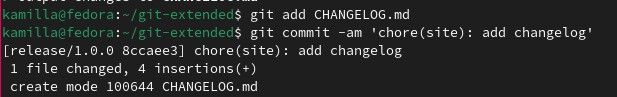 kamilla@fedora:~/git-extended$ git add CHANGELOG.md
kamilla@fedora:~/git-extended$ git commit -am 'chore(site): add changelog'
[release/1.0.0 8ccaee3] chore(site): add changelog
 1 file changed, 4 insertions(+)
 create mode 100644 CHANGELOG.md